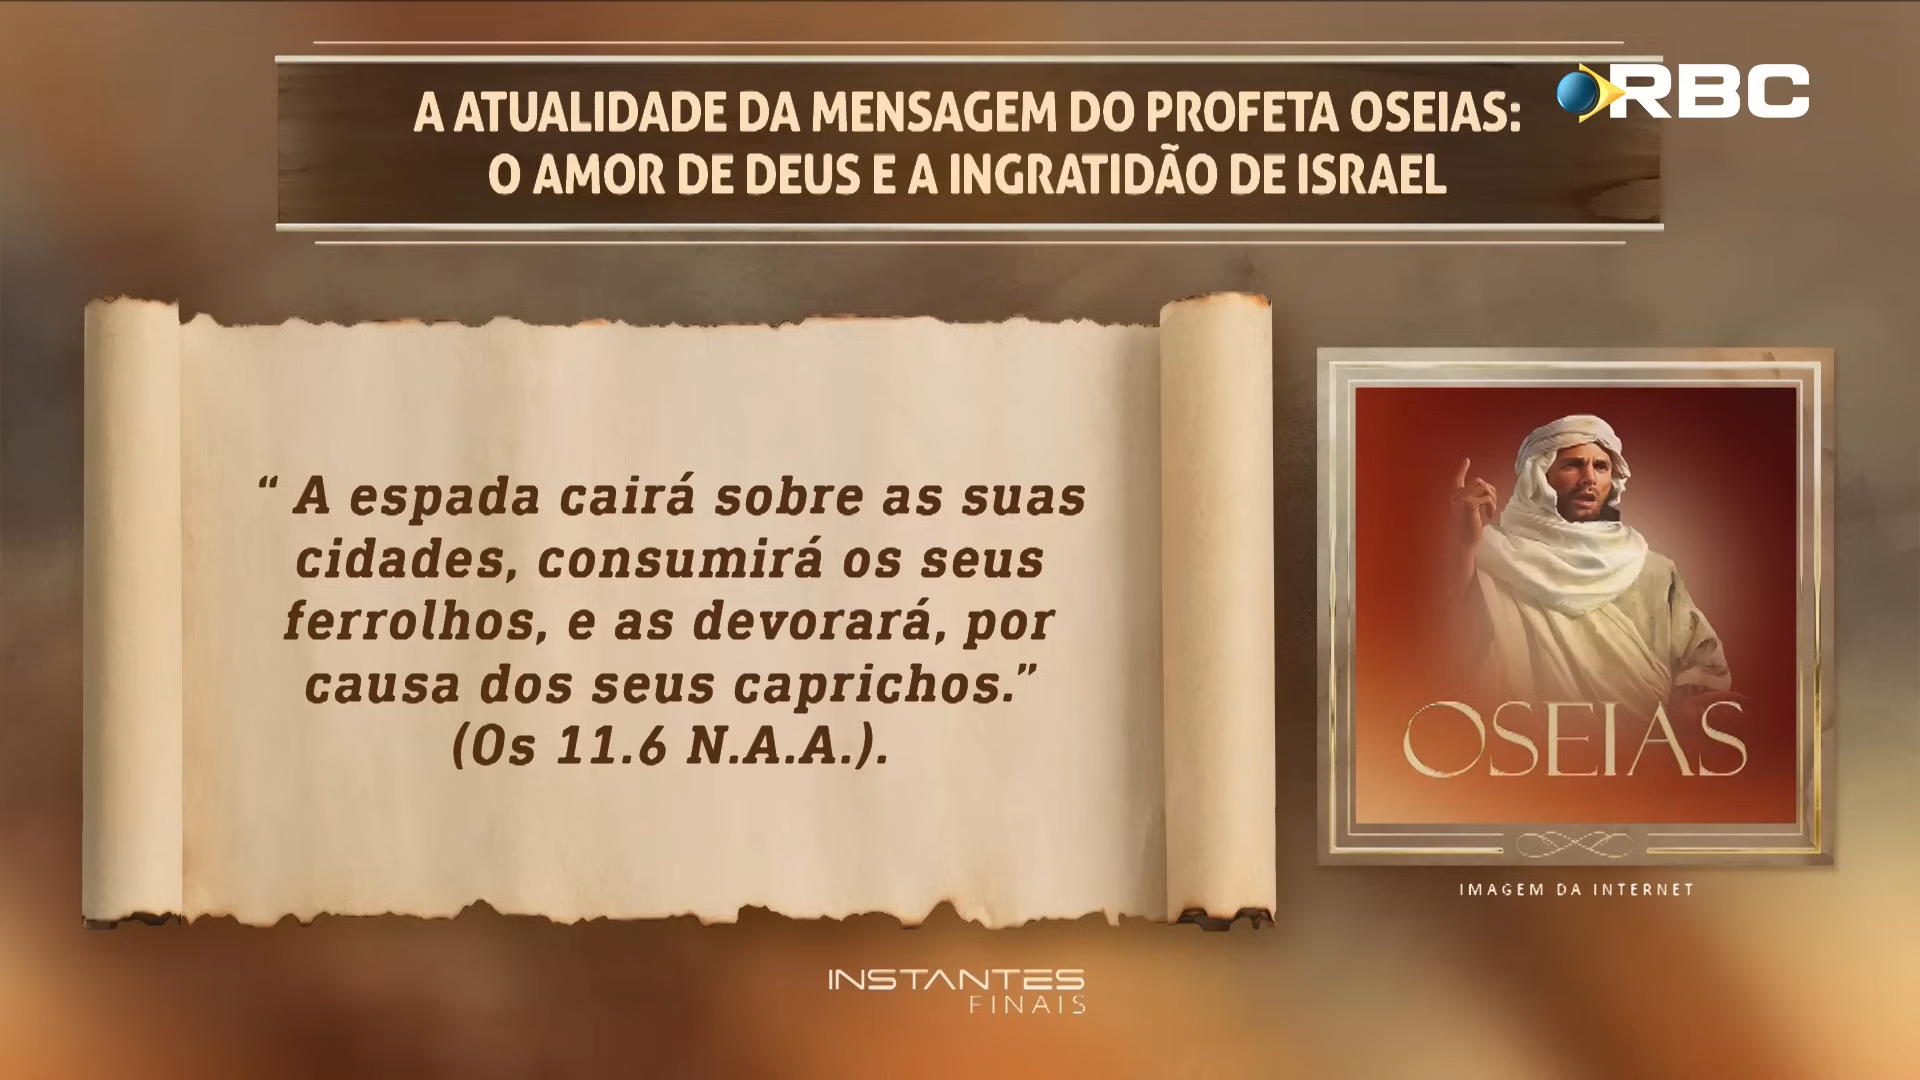 A ATUALIDADE DA MENSAGEM DO PROFETA OSEIAS:
O AMOR DE DEUS E A INGRATIDÃO DE ISRAEL
RBC
“ A espada cairá sobre as suas
cidades, consumirá os seus
ferrolhos, e as devorará, por
causa dos seus caprichos.”
(Os 11.6 N.A.A.).
OSEIAS
IMAGEM DA INTERNET
INSTANTES
FINAIS